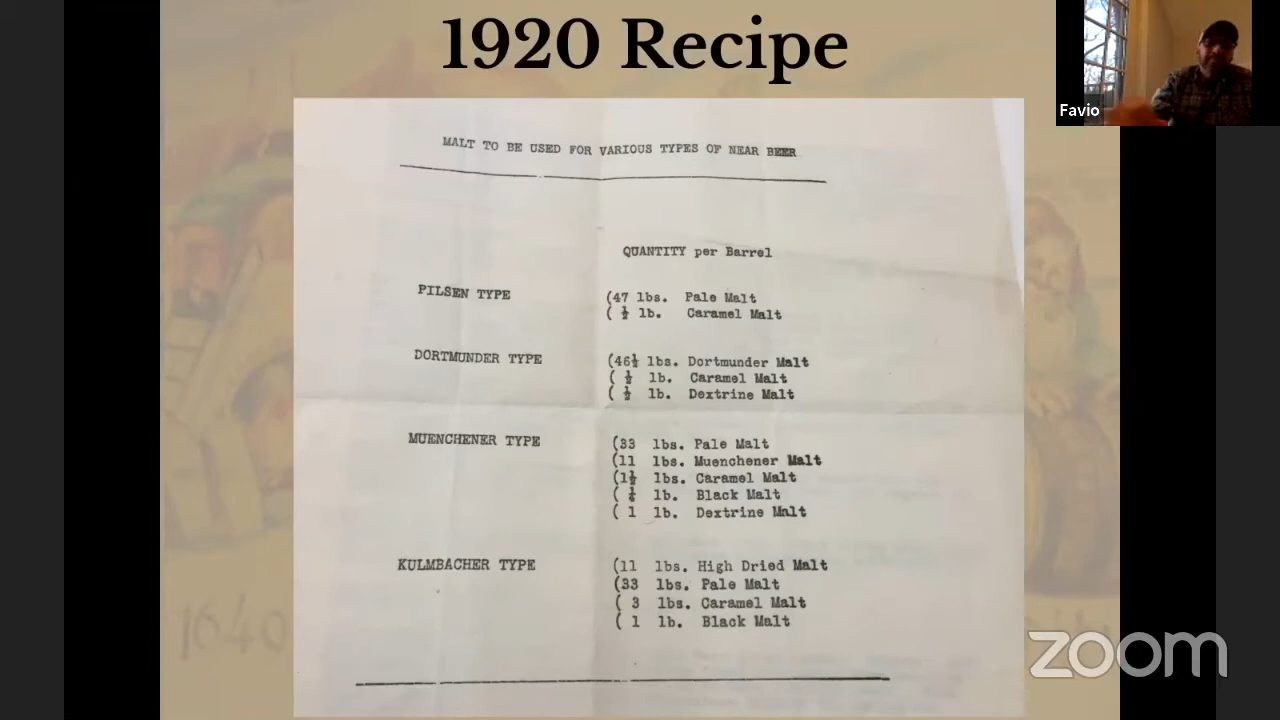 1920 Recipe
Favio
MALT TO BE USED FOR VARIOUS TYPES OF NEAR BEER
QUANTITY per Barrel
PILSEN TYPE (47 lbs. Pale Malt
( ½ lb. Caramel Malt
DORTMUNDER TYPE (46½ lbs. Dortmunder Malt
( ½ lb. Caramel Malt
( ½ lb. Dextrine Malt
MUENCHENER TYPE (33 lbs. Pale Malt
(11 lbs. Muenchener Malt
(1½ lbs. Caramel Malt
( lb. Black Malt
( 1 lb. Dextrine Malt
KULMBACHER TYPE (11 lbs. High Dried Malt
(33 lbs. Pale Malt
( 3 lbs. Caramel Malt
( 1 lb. Black Malt
1640
zoom